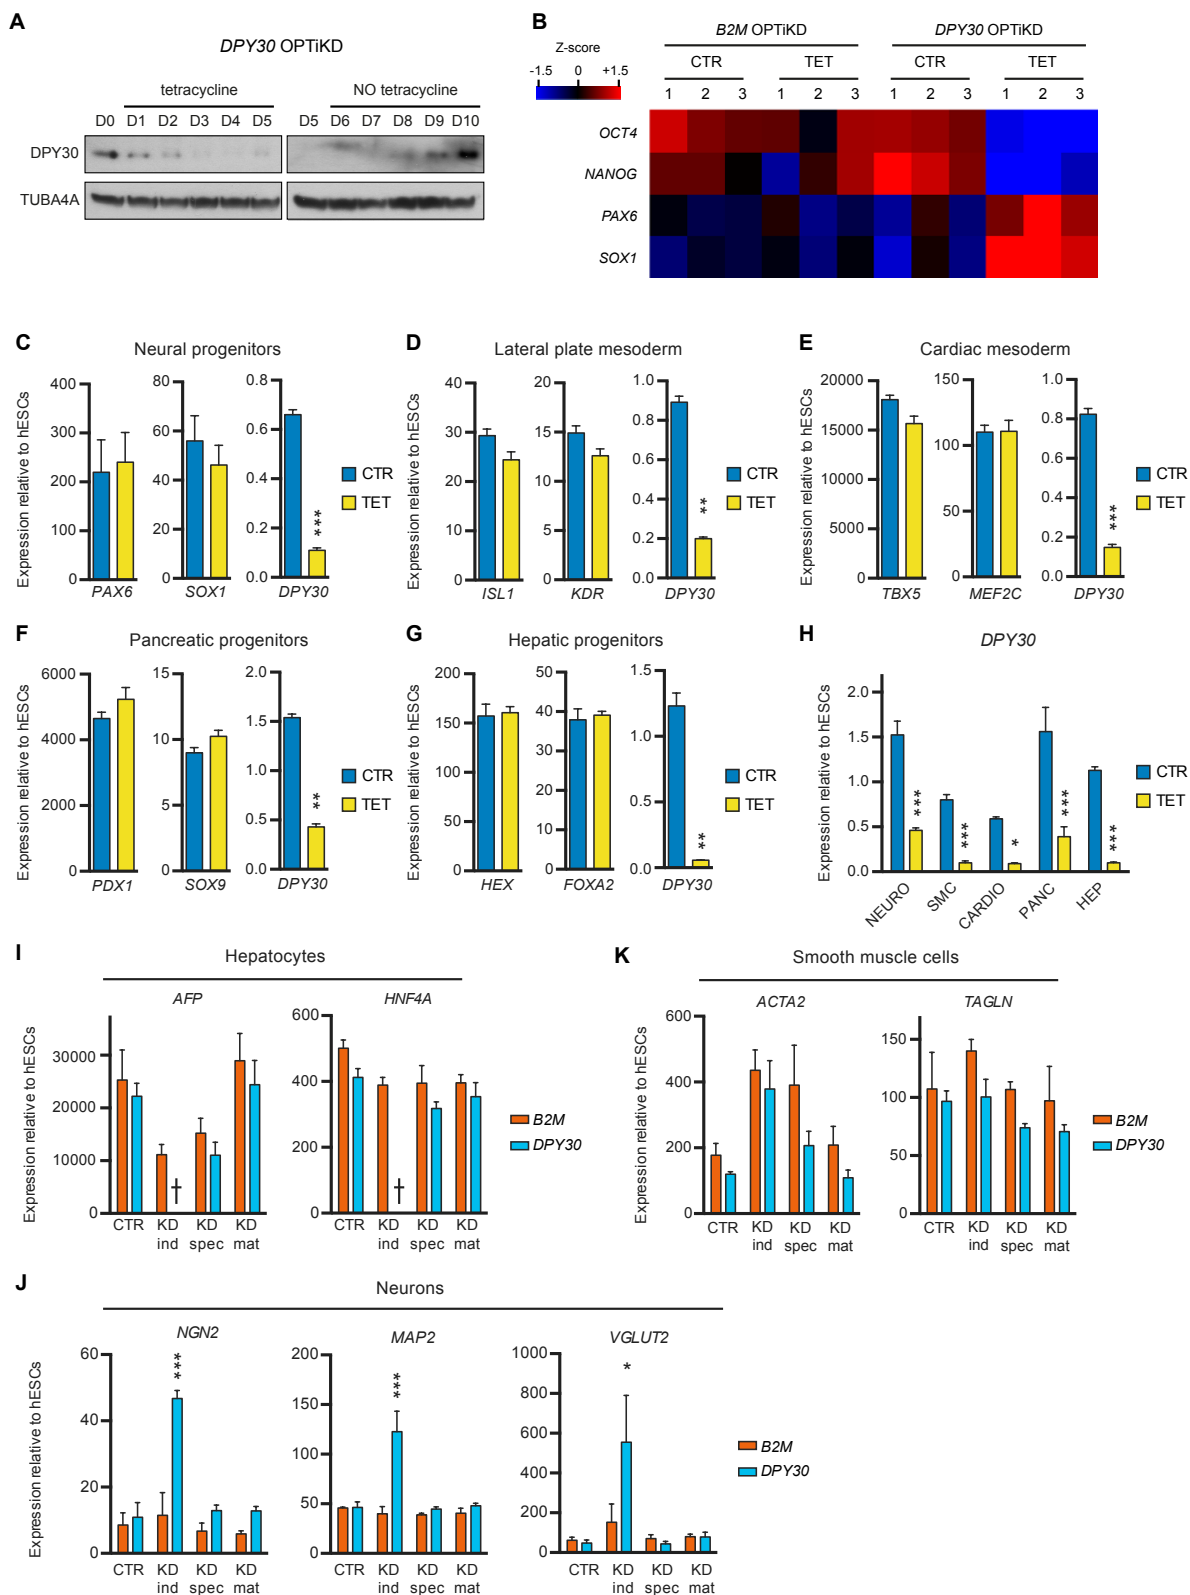 A
DPY30 OPTiKD
tetracycline
NO tetracycline
D0 D1 D2 D3 D4 D5 D5 D6 D7 D8 D9 D10
DPY30
TUBA4A
B
Z-score
-1.5 0 +1.5
B2M OPTiKD DPY30 OPTiKD
CTR TET CTR TET
1 2 3 1 2 3 1 2 3 1 2 3
OCT4
NANOG
PAX6
SOX1
C
Neural progenitors
Expression relative to hESCs
400
300
200
100
0
PAX6
80
60
40
20
0
SOX1
0.8
0.6
0.4
0.2
0.0
***
DPY30
CTR
TET
D
Lateral plate mesoderm
Expression relative to hESCs
40
30
20
10
0
ISL1
20
15
10
5
0
KDR
1.0
0.8
0.6
0.4
0.2
0.0
**
DPY30
CTR
TET
E
Cardiac mesoderm
Expression relative to hESCs
20000
15000
10000
5000
0
TBX5
150
100
50
0
MEF2C
1.0
0.8
0.6
0.4
0.2
0.0
***
DPY30
CTR
TET
F
Pancreatic progenitors
Expression relative to hESCs
6000
4000
2000
0
PDX1
15
10
5
0
SOX9
2.0
1.5
1.0
0.5
0.0
**
DPY30
CTR
TET
G
Hepatic progenitors
Expression relative to hESCs
200
150
100
50
0
HEX
50
40
30
20
10
0
FOXA2
1.5
1.0
0.5
0.0
**
DPY30
CTR
TET
H
DPY30
Expression relative to hESCs
2.0
1.5
1.0
0.5
0.0
*** *** * *** ***
NEURO SMC CARDIO PANC HEP
CTR
TET
I
Hepatocytes
AFP
Expression relative to hESCs
30000
20000
10000
0
†
CTR KD KD KD
ind spec mat
HNF4A
600
400
200
0
†
CTR KD KD KD
ind spec mat
B2M
DPY30
K
Smooth muscle cells
ACTA2
Expression relative to hESCs
600
400
200
0
CTR KD KD KD
ind spec mat
TAGLN
150
100
50
0
CTR KD KD KD
ind spec mat
B2M
DPY30
J
Neurons
NGN2
Expression relative to hESCs
60
40
20
0
***
CTR KD KD KD
ind spec mat
MAP2
200
150
100
50
0
***
CTR KD KD KD
ind spec mat
VGLUT2
1000
800
600
400
200
0
*
CTR KD KD KD
ind spec mat
B2M
DPY30